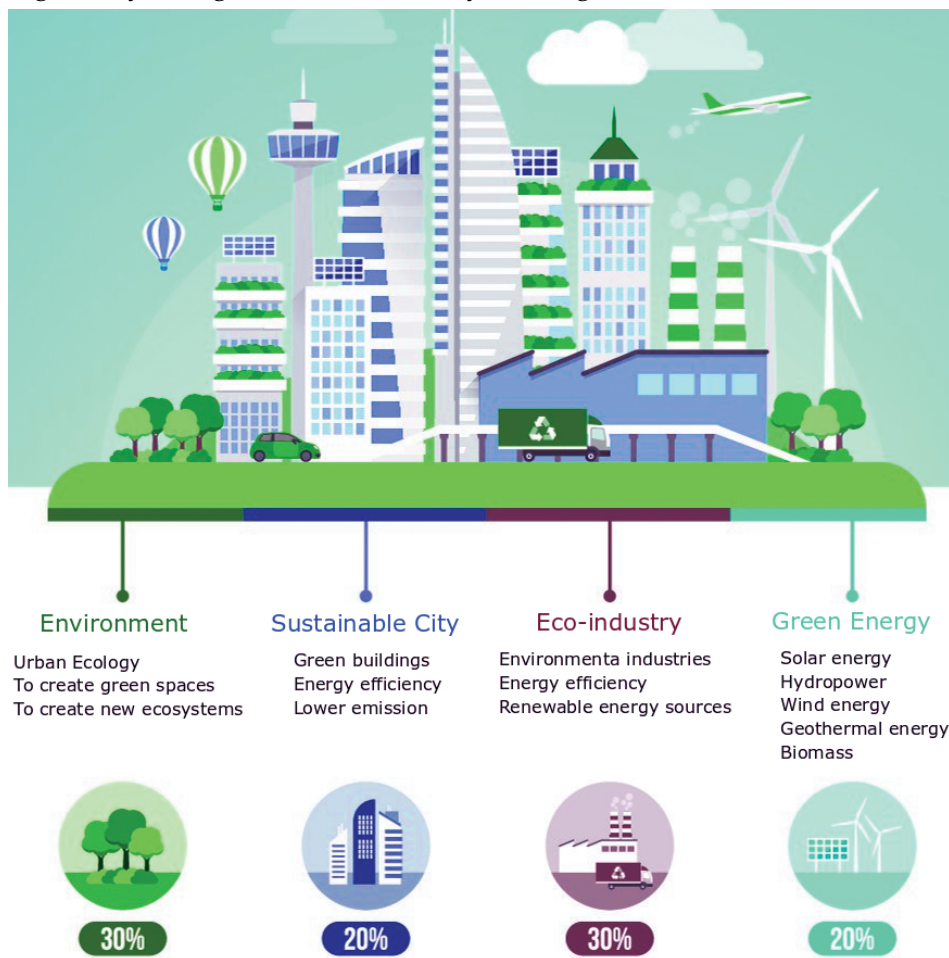 Environment
Urban Ecology
To create green spaces
To create new ecosystems
30%
Sustainable City
Green buildings
Energy efficiency
Lower emission
20%
Eco-industry
Environmenta industries
Energy efficiency
Renewable energy sources
30%
Green Energy
Solar energy
Hydropower
Wind energy
Geothermal energy
Biomass
20%